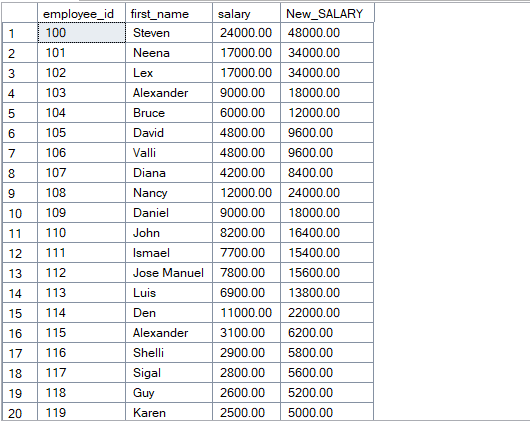 employee_id first_name salary New_SALARY
1 100 Steven 24000.00 48000.00
2 101 Neena 17000.00 34000.00
3 102 Lex 17000.00 34000.00
4 103 Alexander 9000.00 18000.00
5 104 Bruce 6000.00 12000.00
6 105 David 4800.00 9600.00
7 106 Valli 4800.00 9600.00
8 107 Diana 4200.00 8400.00
9 108 Nancy 12000.00 24000.00
10 109 Daniel 9000.00 18000.00
11 110 John 8200.00 16400.00
12 111 Ismael 7700.00 15400.00
13 112 Jose Manuel 7800.00 15600.00
14 113 Luis 6900.00 13800.00
15 114 Den 11000.00 22000.00
16 115 Alexander 3100.00 6200.00
17 116 Shelli 2900.00 5800.00
18 117 Sigal 2800.00 5600.00
19 118 Guy 2600.00 5200.00
20 119 Karen 2500.00 5000.00